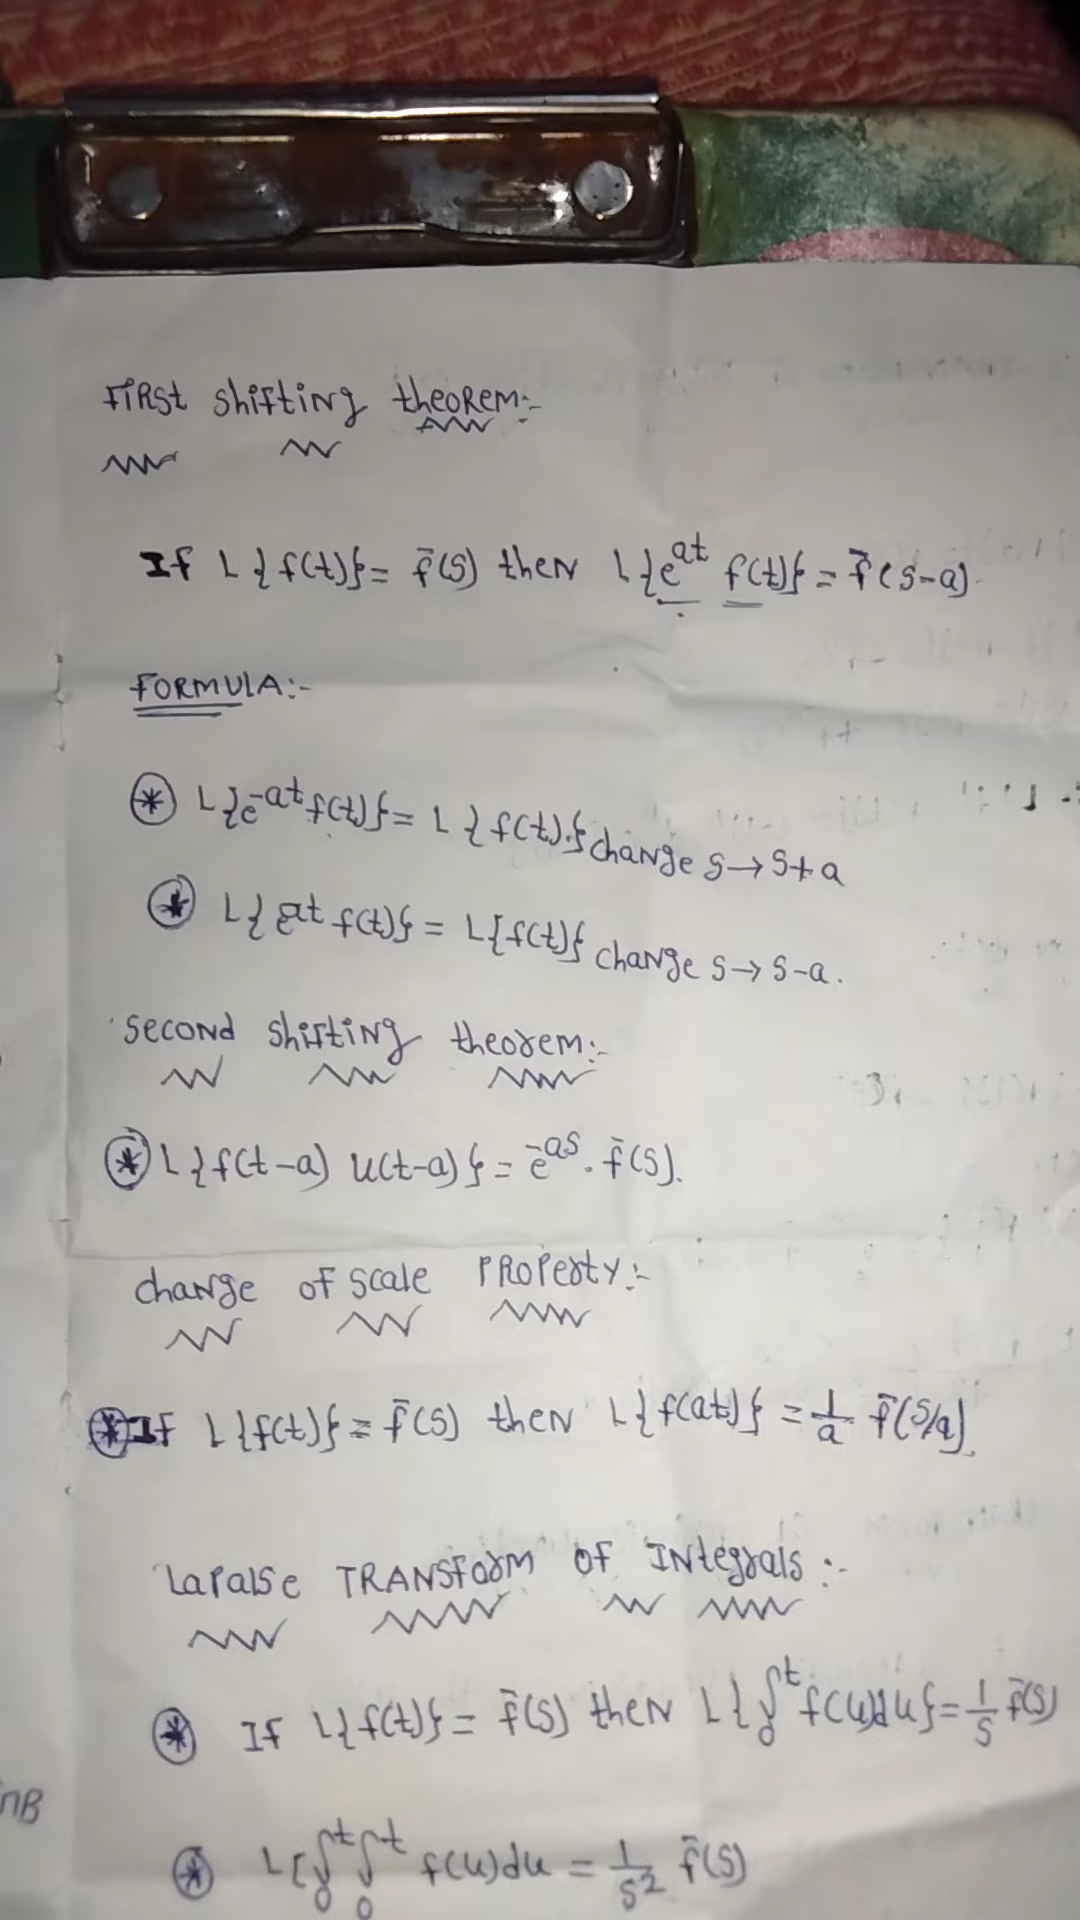 First shifting theorem:-
If L{f(t)} = f̄(s) then L{e^at f(t)} = f̄(s-a)
FORMULA:-
⊛ L{e^-at f(t)} = L{f(t)} change s→s+a
⊛ L{e^at f(t)} = L{f(t)} change s→s-a.
second shifting theorem:-
⊛ L{f(t-a) u(t-a)} = e^-as . f̄(s).
change of scale property:-
⊛ If L{f(t)} = f̄(s) then L{f(at)} = 1/a f̄(s/a).
Lapalse TRANSform of INtegrals:-
⊛ If L{f(t)} = f̄(s) then L{∫₀^t f(u)du} = 1/s f̄(s)
⊛ L[∫₀^t ∫₀^t f(u)du = 1/s² f̄(s)